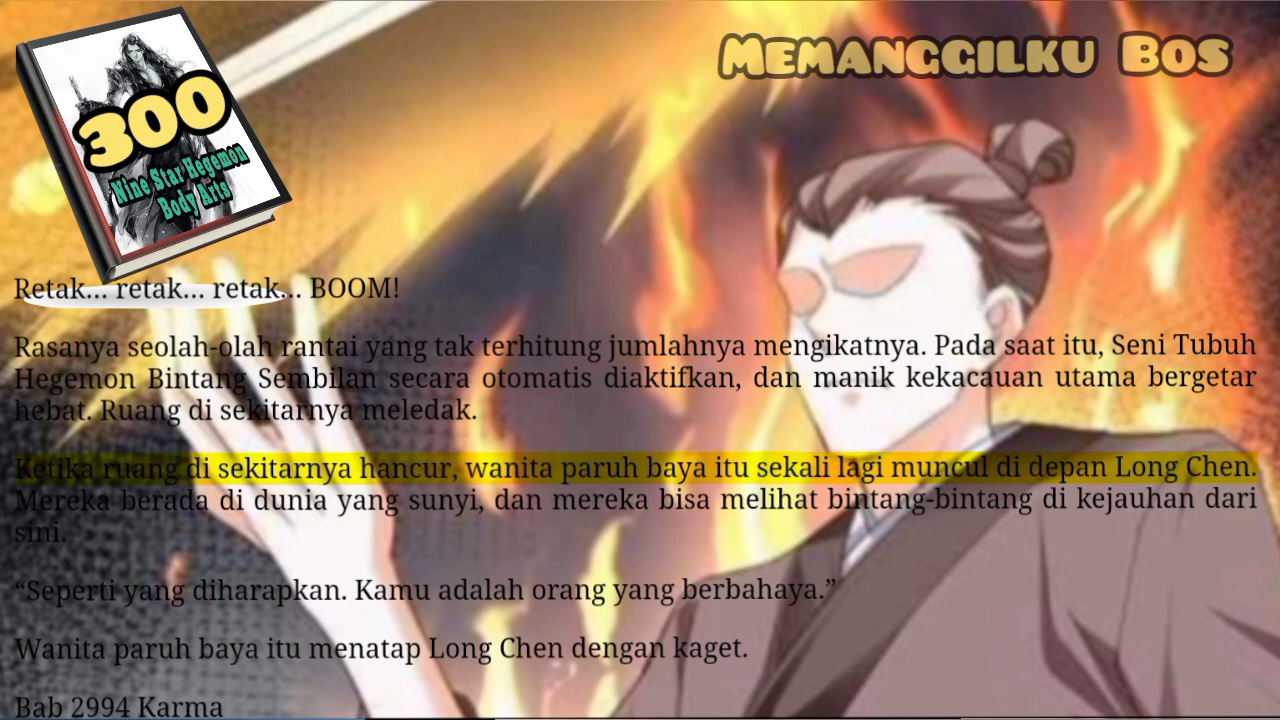 Memanggilku Bos
300
Nine Star Hegemon
Body Arts
Retak... retak... retak... BOOM!
Rasanya seolah-olah rantai yang tak terhitung jumlahnya mengikatnya. Pada saat itu, Seni Tubuh
Hegemon Bintang Sembilan secara otomatis diaktifkan, dan manik kekacauan utama bergetar
hebat. Ruang di sekitarnya meledak.
Ketika ruang di sekitarnya hancur, wanita paruh baya itu sekali lagi muncul di depan Long Chen.
Mereka berada di dunia yang sunyi, dan mereka bisa melihat bintang-bintang di kejauhan dari
sini.
“Seperti yang diharapkan. Kamu adalah orang yang berbahaya.”
Wanita paruh baya itu menatap Long Chen dengan kaget.
Bab 2994 Karma